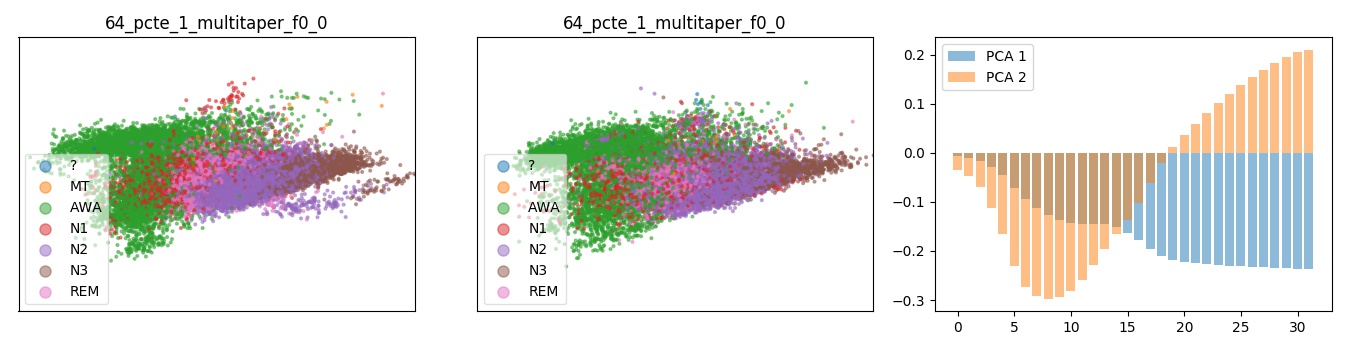 64_pcte_1_multitaper_f0_0
?
MT
AWA
N1
N2
N3
REM
64_pcte_1_multitaper_f0_0
?
MT
AWA
N1
N2
N3
REM
PCA 1
PCA 2
0.2
0.1
0.0
−0.1
−0.2
−0.3
0 5 10 15 20 25 30